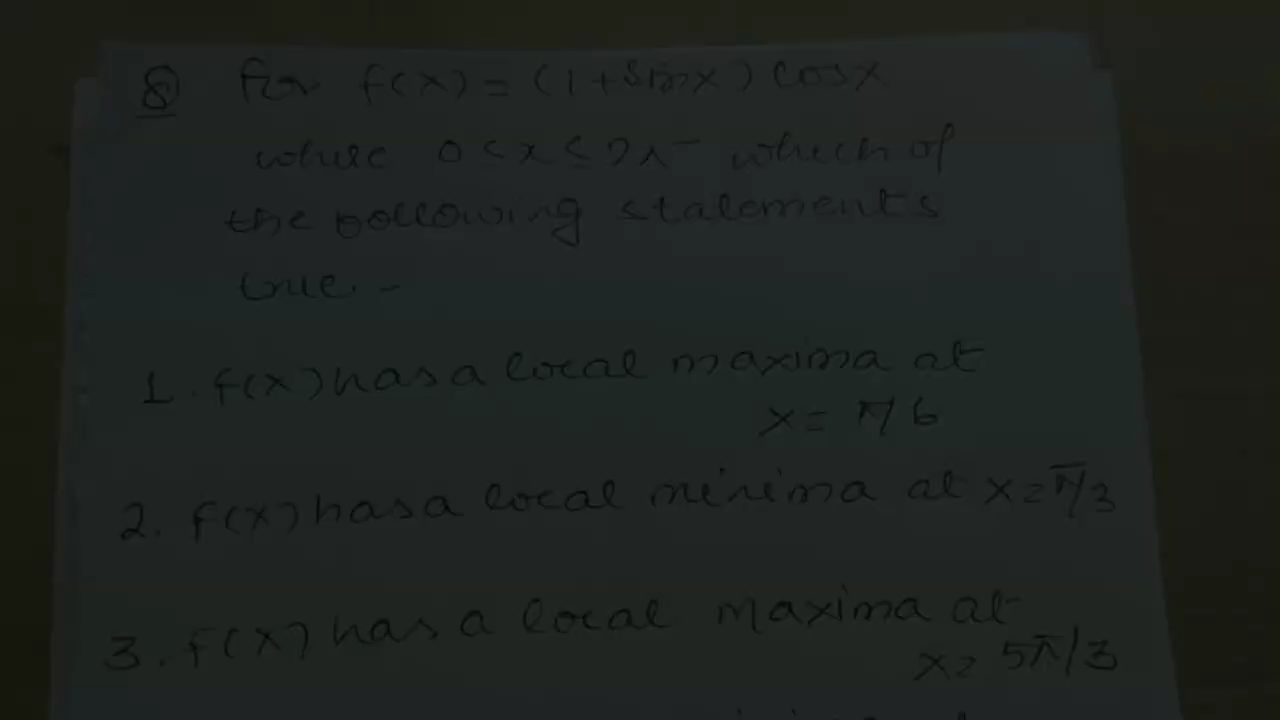 Q For f(x) = (1+sinx) cosx
where 0 < x ≤ 2π which of
the following statements
true. -
1. f(x) has a local maxima at
x = π/6
2. f(x) has a local minima at x = π/3
3. f(x) has a local maxima at
x = 5π/3